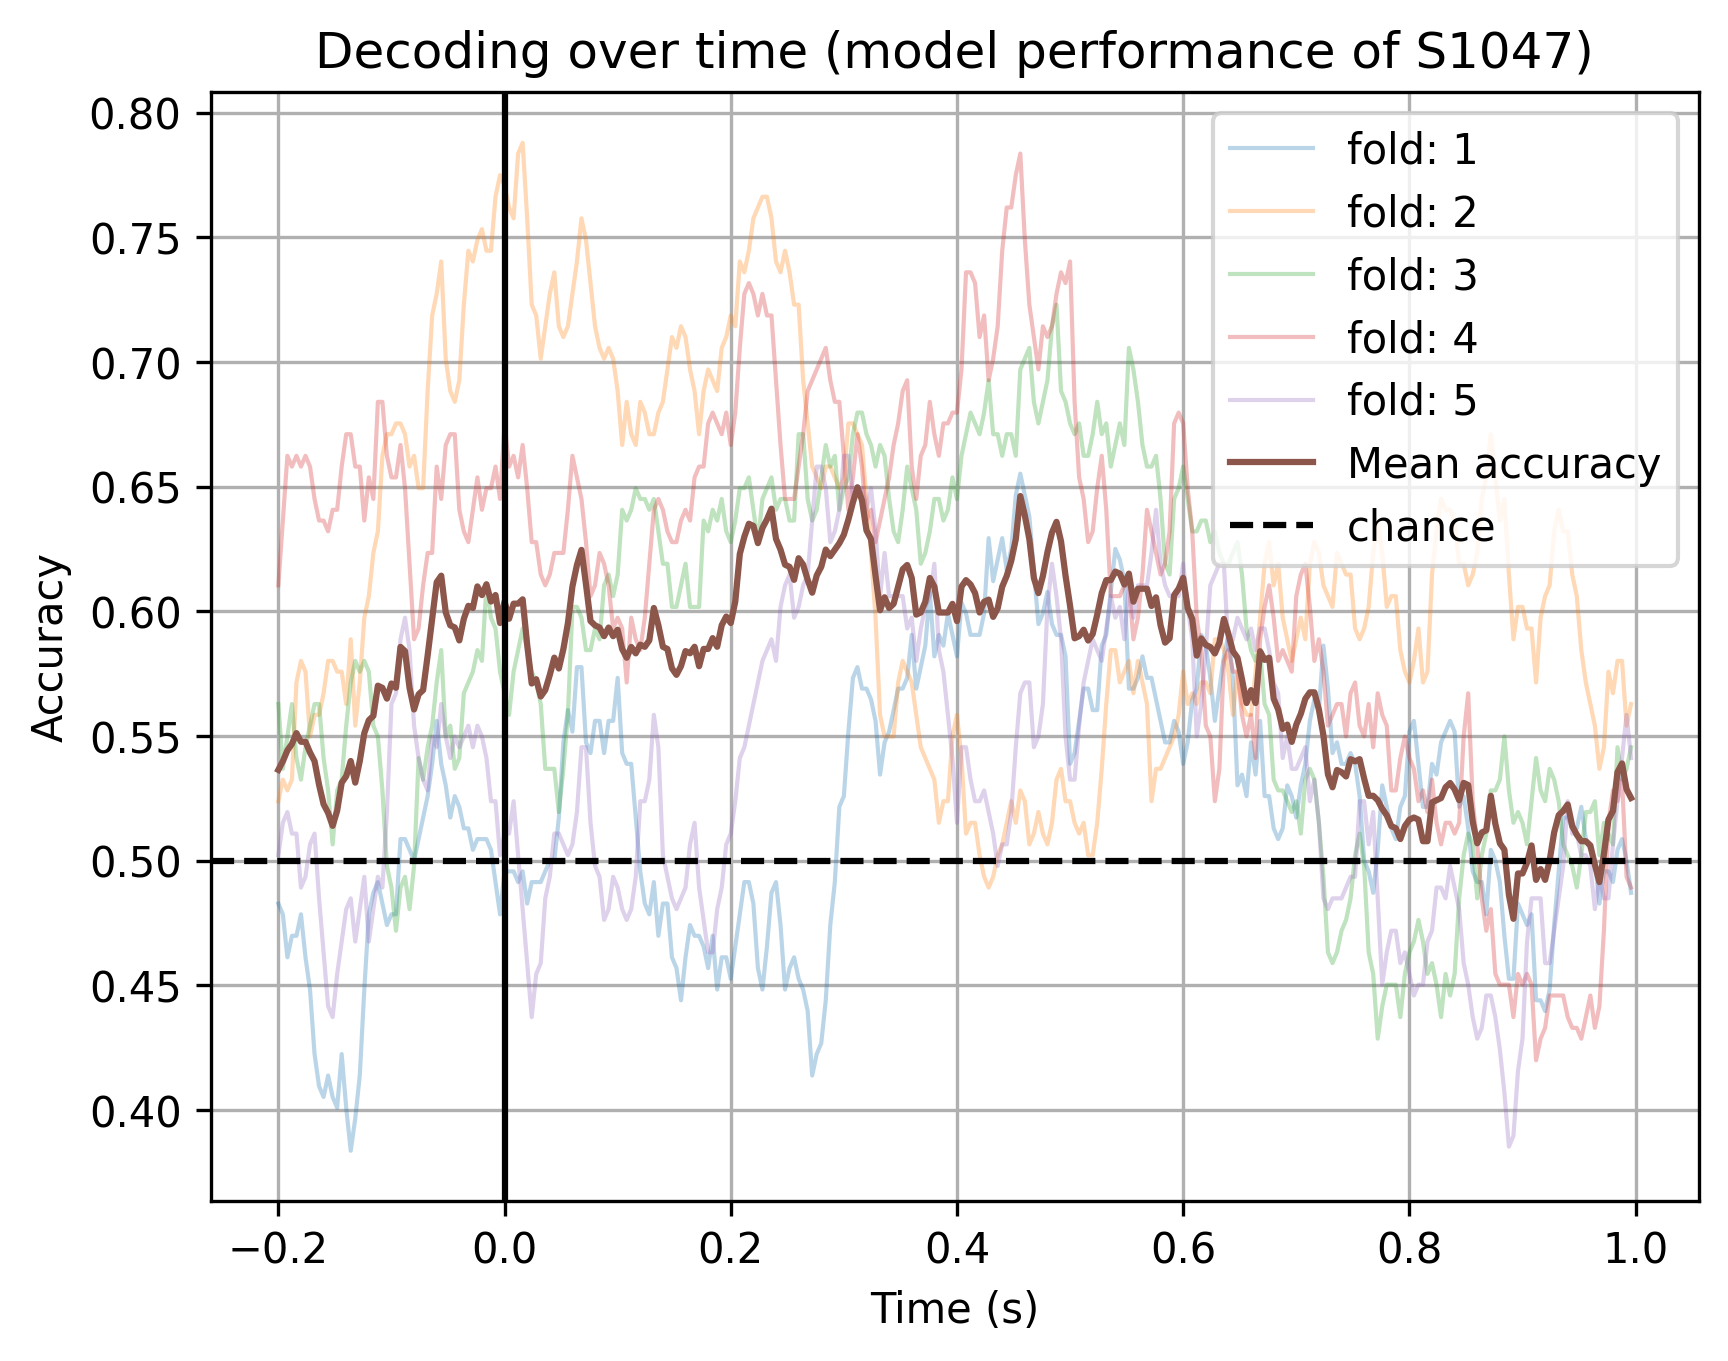 Decoding over time (model performance of S1047)
0.80
0.75
0.70
0.65
0.60
0.55
0.50
0.45
0.40
Accuracy
fold: 1
fold: 2
fold: 3
fold: 4
fold: 5
Mean accuracy
chance
−0.2 0.0 0.2 0.4 0.6 0.8 1.0
Time (s)